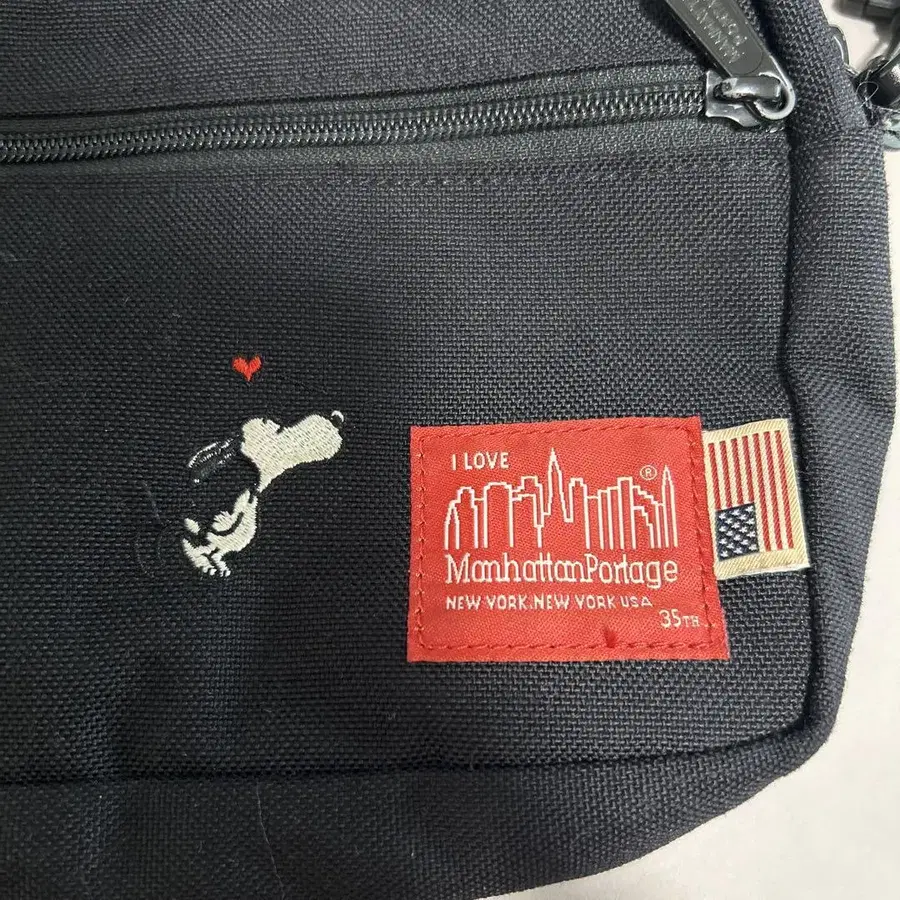 I LOVE
®
ManhattanPortage
NEW YORK, NEW YORK USA
35TH